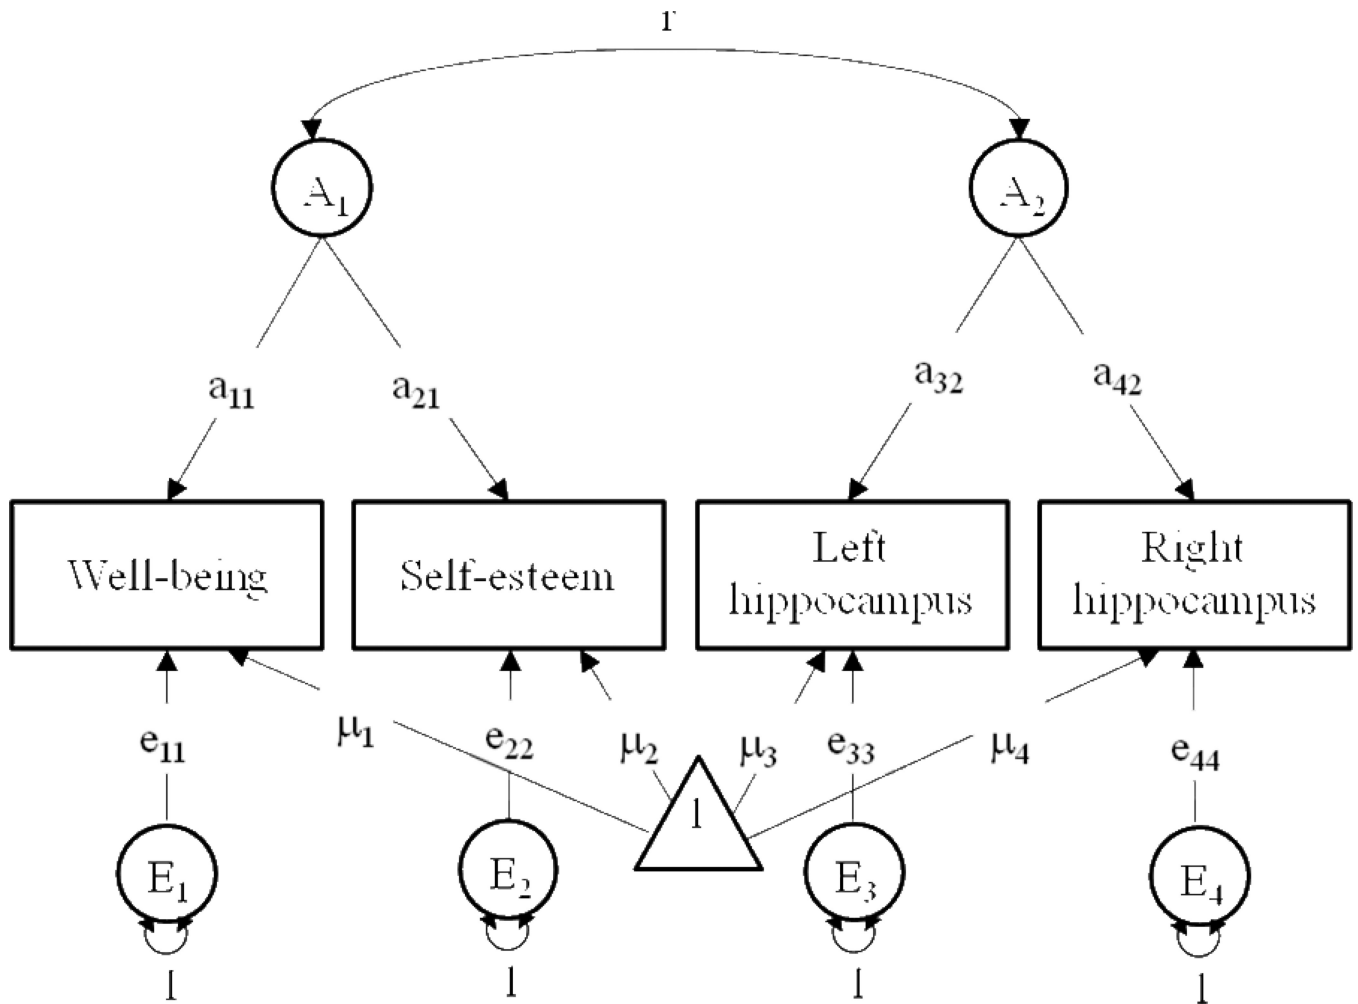 r
A1
A2
a11
a21
a32
a42
Well-being
Self-esteem
Left
hippocampus
Right
hippocampus
e11
μ1
e22
μ2
μ3
e33
μ4
e44
1
E1
E2
E3
E4
1
1
1
1